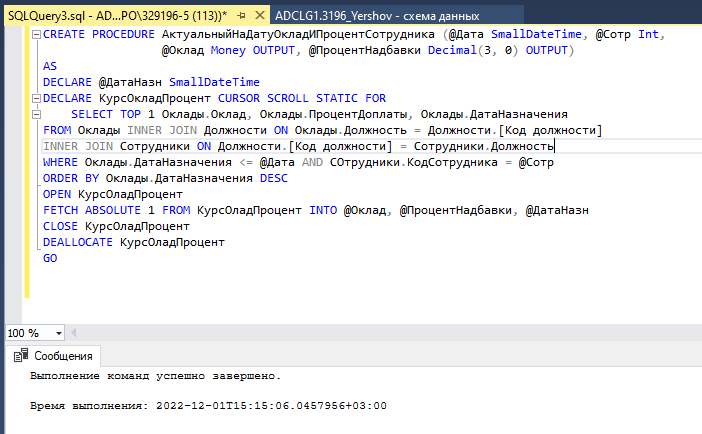 SQLQuery3.sql - AD...PO\329196-5 (113))*
ADCLG1.3196_Yershov - схема данных
CREATE PROCEDURE АктуальныйНаДатуОкладИПроцентСотрудника (@Дата SmallDateTime, @Сотр Int,
@Оклад Money OUTPUT, @ПроцентНадбавки Decimal(3, 0) OUTPUT)
AS
DECLARE @ДатаНазн SmallDateTime
DECLARE КурсОкладПроцент CURSOR SCROLL STATIC FOR
SELECT TOP 1 Оклады.Оклад, Оклады.ПроцентДоплаты, Оклады.ДатаНазначения
FROM Оклады INNER JOIN Должности ON Оклады.Должность = Должности.[Код должности]
INNER JOIN Сотрудники ON Должности.[Код должности] = Сотрудники.Должность
WHERE Оклады.ДатаНазначения <= @Дата AND СОтрудники.КодСотрудника = @Сотр
ORDER BY Оклады.ДатаНазначения DESC
OPEN КурсОкладПроцент
FETCH ABSOLUTE 1 FROM КурсОладПроцент INTO @Оклад, @ПроцентНадбавки, @ДатаНазн
CLOSE КурсОладПроцент
DEALLOCATE КурсОладПроцент
GO
100 %
Сообщения
Выполнение команд успешно завершено.
Время выполнения: 2022-12-01T15:15:06.0457956+03:00